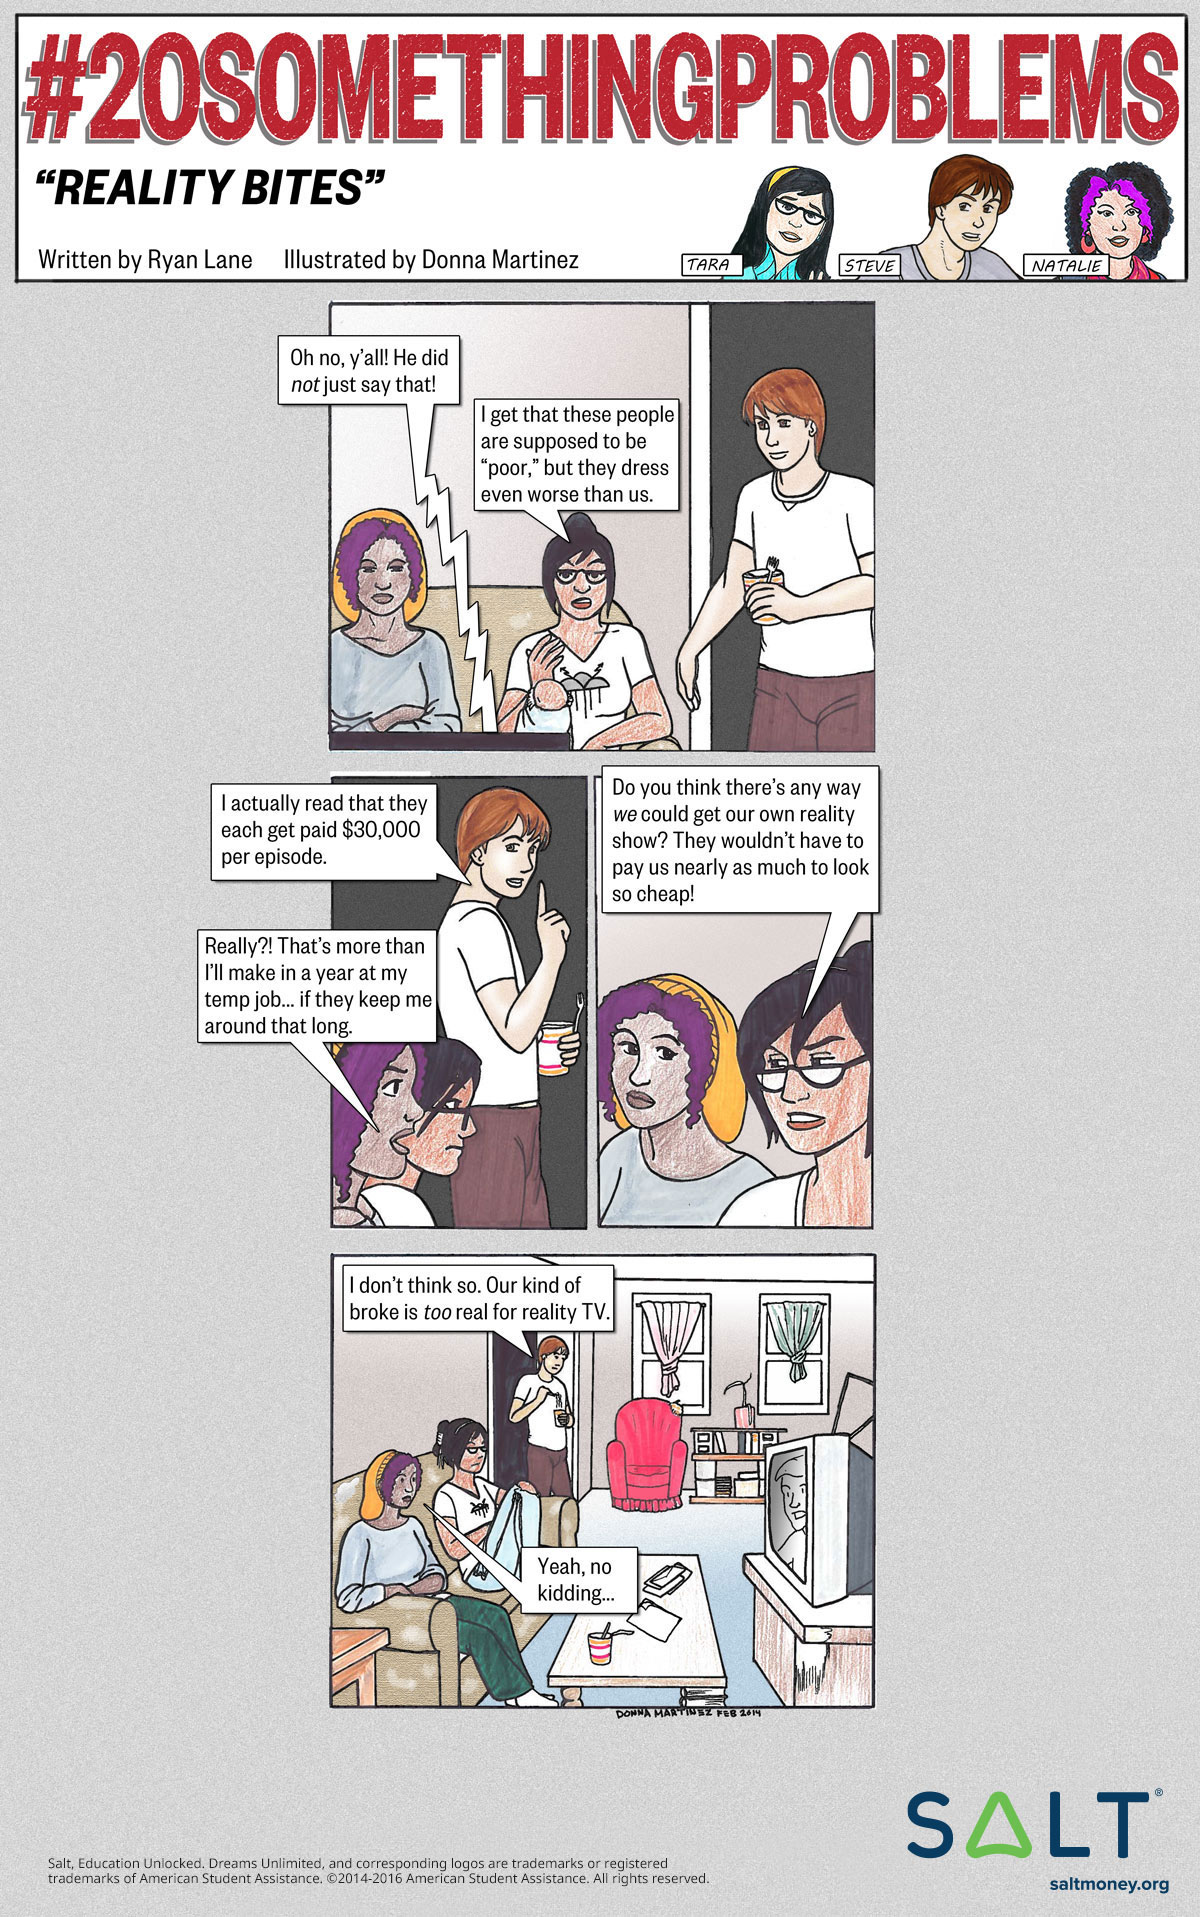 #20SOMETHINGPROBLEMS
“REALITY BITES”
Written by Ryan Lane    Illustrated by Donna Martinez
TARA
STEVE
NATALIE
Oh no, y’all! He did
not just say that!
I get that these people
are supposed to be
“poor,” but they dress
even worse than us.
I actually read that they
each get paid $30,000
per episode.
Really?! That’s more than
I’ll make in a year at my
temp job... if they keep me
around that long.
Do you think there’s any way
we could get our own reality
show? They wouldn’t have to
pay us nearly as much to look
so cheap!
I don’t think so. Our kind of
broke is too real for reality TV.
Yeah, no
kidding...
DONNA MARTINEZ FEB 2014
SALT®
saltmoney.org
Salt, Education Unlocked. Dreams Unlimited, and corresponding logos are trademarks or registered
trademarks of American Student Assistance. ©2014-2016 American Student Assistance. All rights reserved.